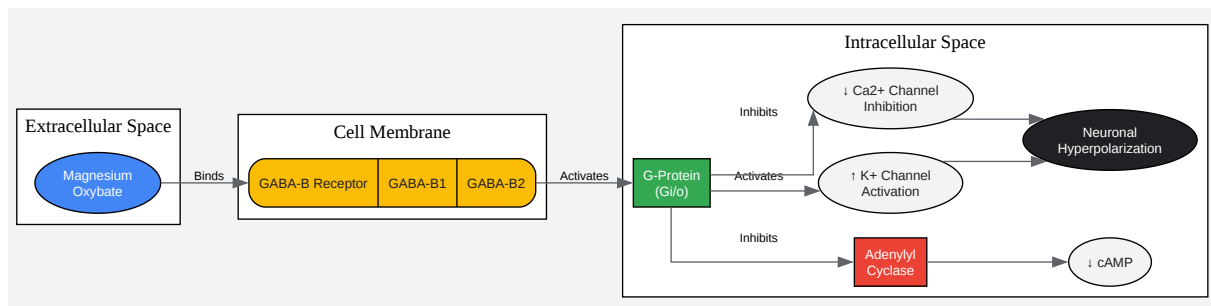 Extracellular Space
Magnesium
Oxybate
Binds
Cell Membrane
GABA-B Receptor
GABA-B1
GABA-B2
Activates
Intracellular Space
G-Protein
(Gi/o)
Inhibits
↓ Ca2+ Channel
Inhibition
Activates
↑ K+ Channel
Activation
Neuronal
Hyperpolarization
Inhibits
Adenylyl
Cyclase
↓ cAMP